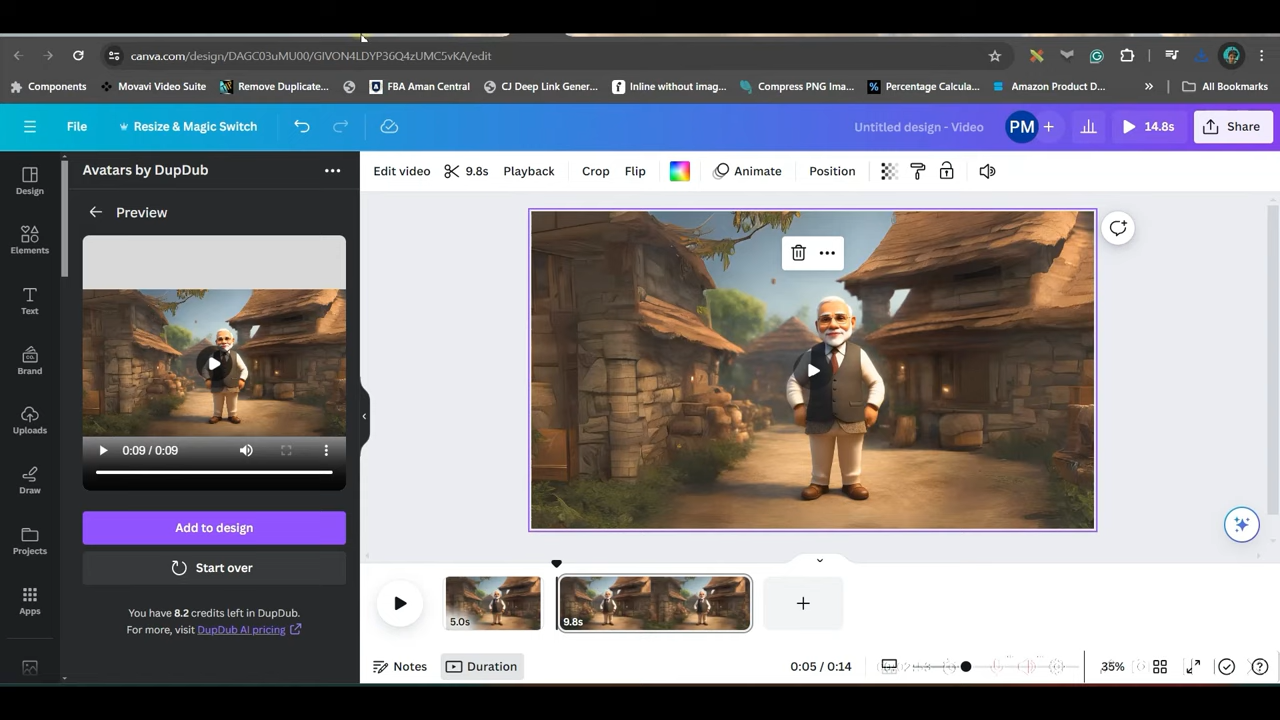 canva.com/design/DAGC03uMU00/GIVON4LDYP36Q4zUMC5vKA/edit
Components Movavi Video Suite Remove Duplicate... FBA Aman Central CJ Deep Link Gener... Inline without imag... Compress PNG Ima... Percentage Calcula... Amazon Product D... » All Bookmarks
File Resize & Magic Switch Untitled design - Video PM + 14.8s Share
Avatars by DupDub
Edit video 9.8s Playback Crop Flip Animate Position
Design
Preview
Elements
Text
Brand
Uploads
0:09 / 0:09
Draw
Add to design
Projects
Start over
Apps
You have 8.2 credits left in DupDub.
For more, visit DupDub AI pricing
5.0s
9.8s
Notes Duration 0:05 / 0:14 35%